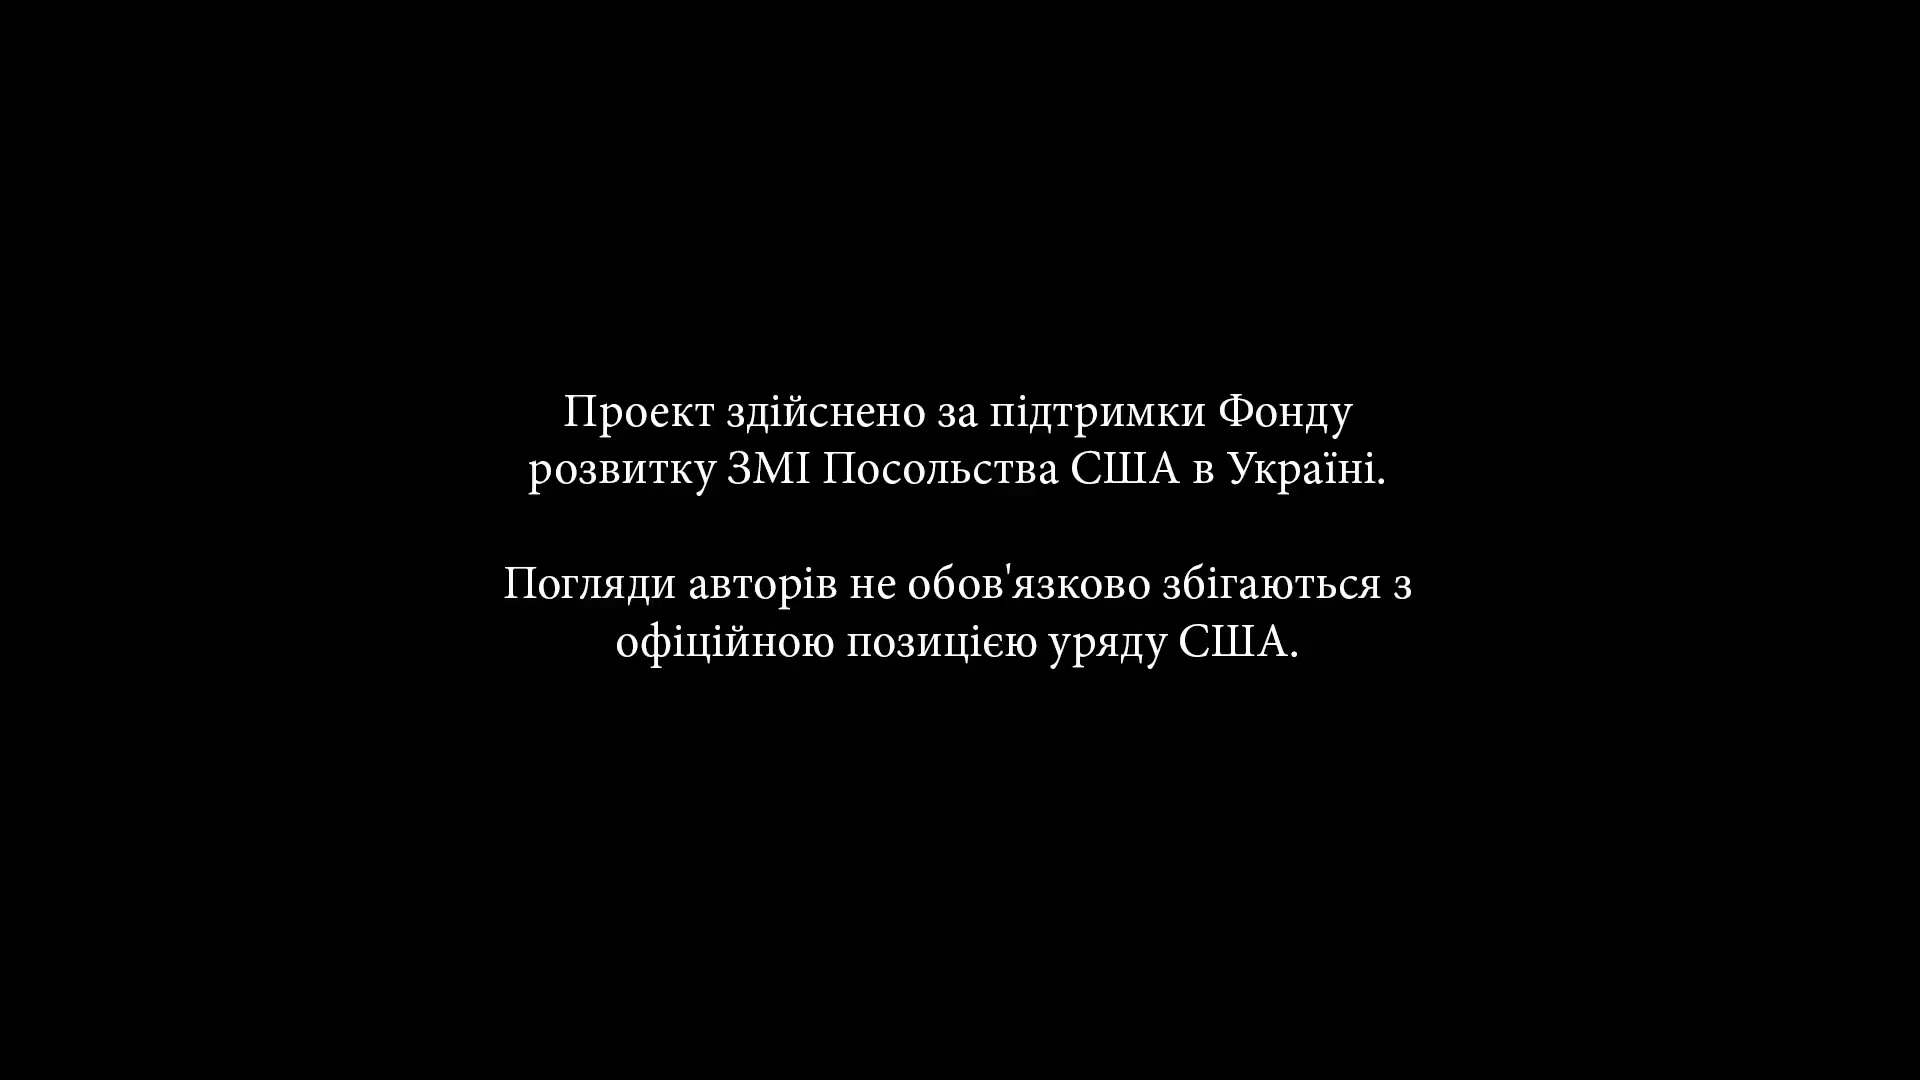 Проект здійснено за підтримки Фонду
розвитку ЗМІ Посольства США в Україні.
Погляди авторів не обов'язково збігаються з
офіційною позицією уряду США.